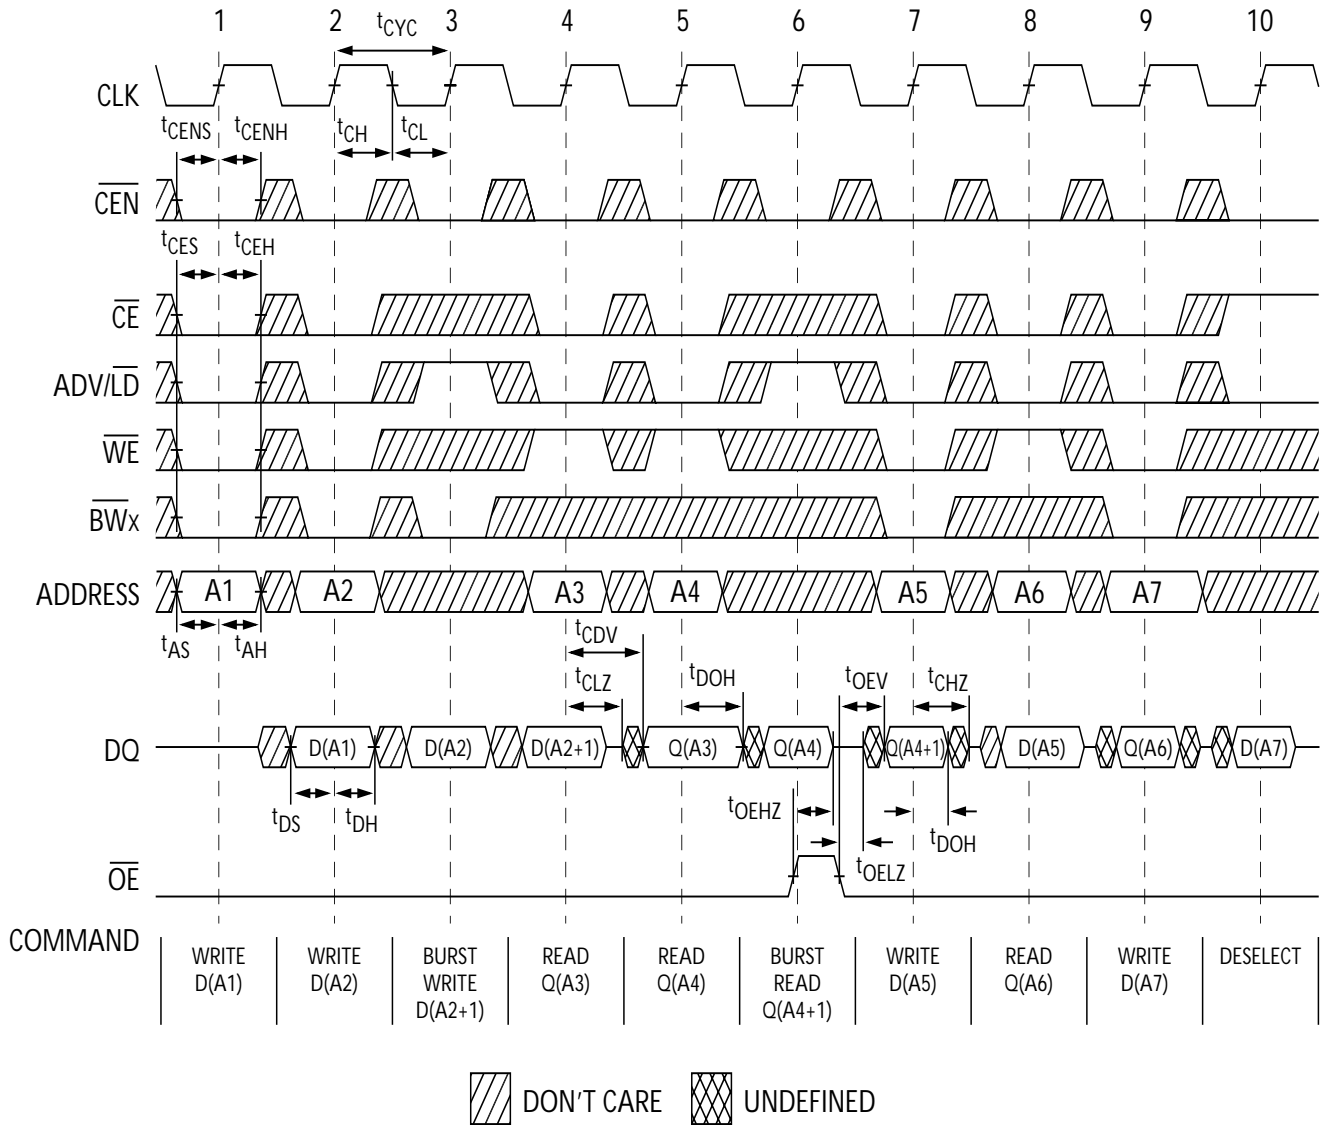 1 2 3 4 5 6 7 8 9 10
tCYC
CLK
tCENS tCENH tCH tCL
CEN
tCES tCEH
CE
ADV/LD
WE
BWx
ADDRESS A1 A2 A3 A4 A5 A6 A7
tAS tAH tCDV
tCLZ tDOH tOEV tCHZ
DQ D(A1) D(A2) D(A2+1) Q(A3) Q(A4) Q(A4+1) D(A5) Q(A6) D(A7)
tDS tDH tOEHZ tDOH
tOELZ
OE
COMMAND
WRITE WRITE BURST READ READ BURST WRITE READ WRITE DESELECT
D(A1) D(A2) WRITE Q(A3) Q(A4) READ D(A5) Q(A6) D(A7)
D(A2+1) Q(A4+1)
DON'T CARE UNDEFINED